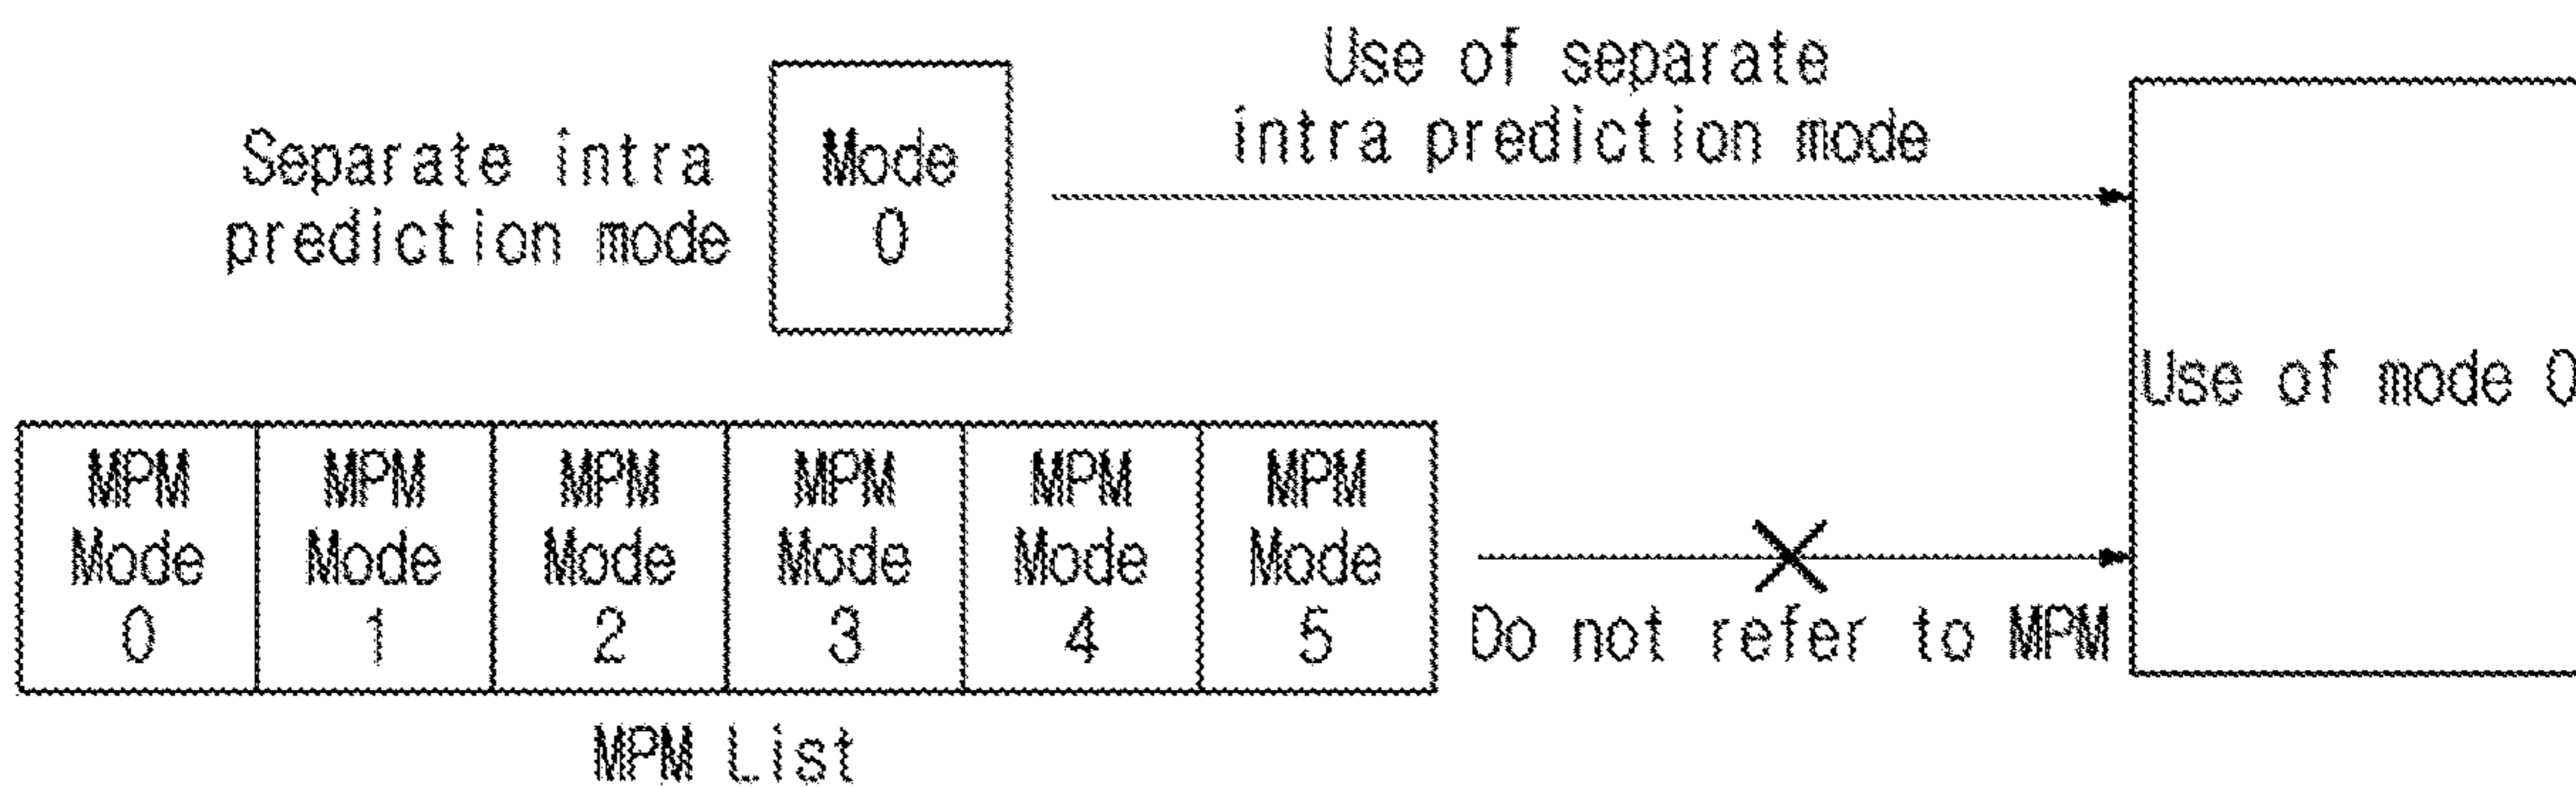 Use of separate
intra prediction mode
Separate intra
prediction mode
Mode
0
Use of mode 0
MPM
Mode
0
MPM
Mode
1
MPM
Mode
2
MPM
Mode
3
MPM
Mode
4
MPM
Mode
5
Do not refer to MPM
MPM List